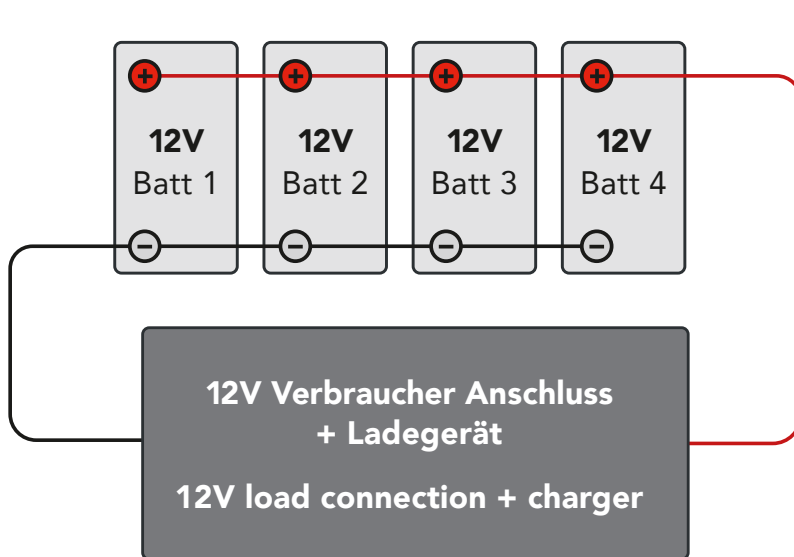 + + + +
12V 12V 12V 12V
Batt 1 Batt 2 Batt 3 Batt 4
− − − −
12V Verbraucher Anschluss
+ Ladegerät
12V load connection + charger